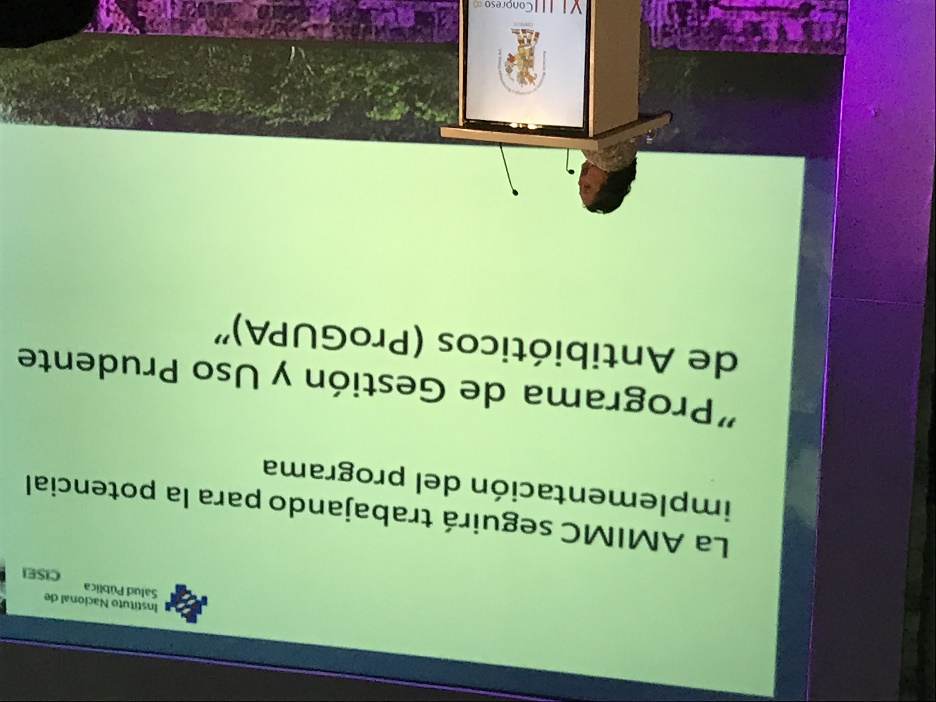 Instituto Nacional de
Salud Pública
CISEI
La AMIMC seguirá trabajando para la potencial
implementación del programa
"Programa de Gestión y Uso Prudente
de Antibióticos (ProGUPA)"
XLIII
Congreso